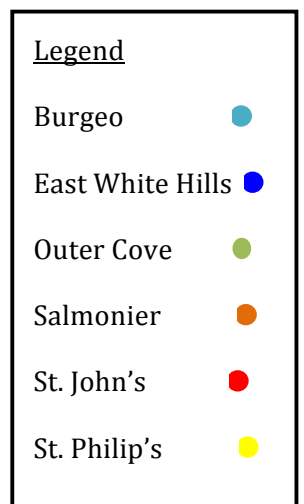 Legend
Burgeo
East White Hills
Outer Cove
Salmonier
St. John’s
St. Philip’s